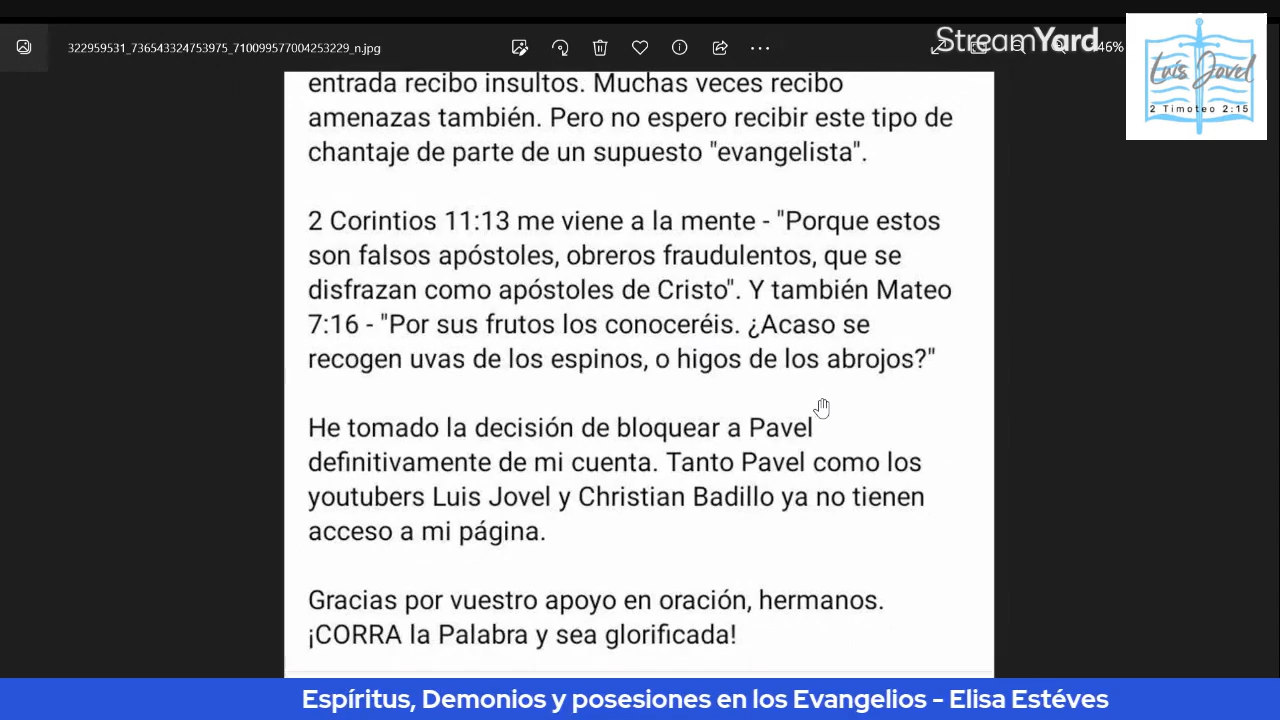 322959531_736543324753975_710099577004253229_n.jpg
StreamYard
46%
Luis Jovel
2 Timoteo 2:15
entrada recibo insultos. Muchas veces recibo
amenazas también. Pero no espero recibir este tipo de
chantaje de parte de un supuesto "evangelista".
2 Corintios 11:13 me viene a la mente - "Porque estos
son falsos apóstoles, obreros fraudulentos, que se
disfrazan como apóstoles de Cristo". Y también Mateo
7:16 - "Por sus frutos los conoceréis. ¿Acaso se
recogen uvas de los espinos, o higos de los abrojos?"
He tomado la decisión de bloquear a Pavel
definitivamente de mi cuenta. Tanto Pavel como los
youtubers Luis Jovel y Christian Badillo ya no tienen
acceso a mi página.
Gracias por vuestro apoyo en oración, hermanos.
¡CORRA la Palabra y sea glorificada!
Espíritus, Demonios y posesiones en los Evangelios - Elisa Estéves